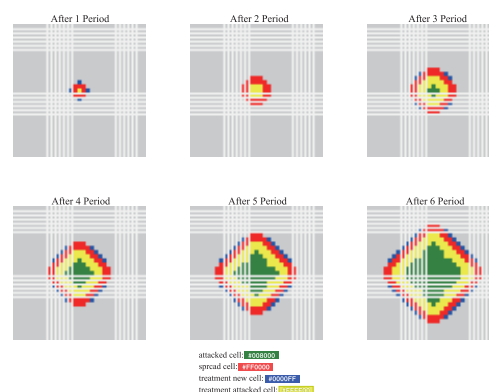 After 1 Period
After 2 Period
After 3 Period
After 4 Period
After 5 Period
After 6 Period
attacked cell: #008000
spread cell: #FF0000
treatment new cell: #0000FF
treatment attacked cell: